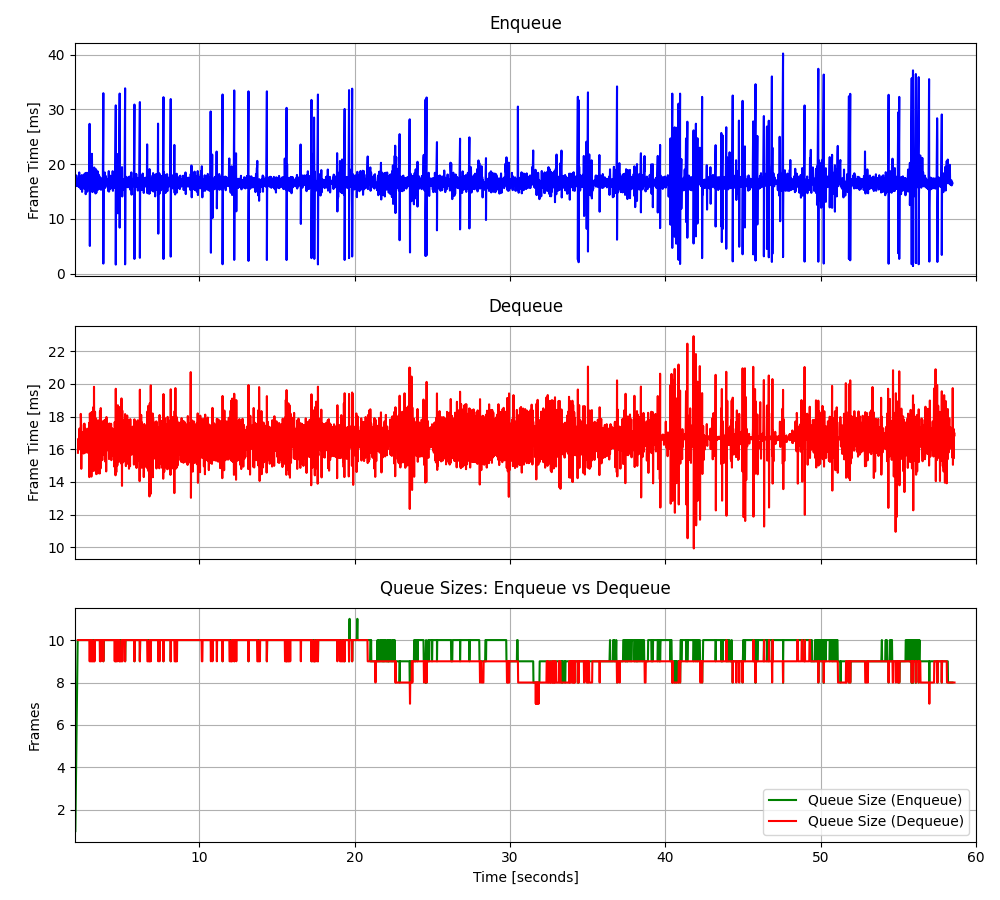 Enqueue
40
30
20
10
0
Frame Time [ms]
Dequeue
22
20
18
16
14
12
10
Frame Time [ms]
Queue Sizes: Enqueue vs Dequeue
10
8
6
4
2
Frames
Queue Size (Enqueue)
Queue Size (Dequeue)
10 20 30 40 50 60
Time [seconds]